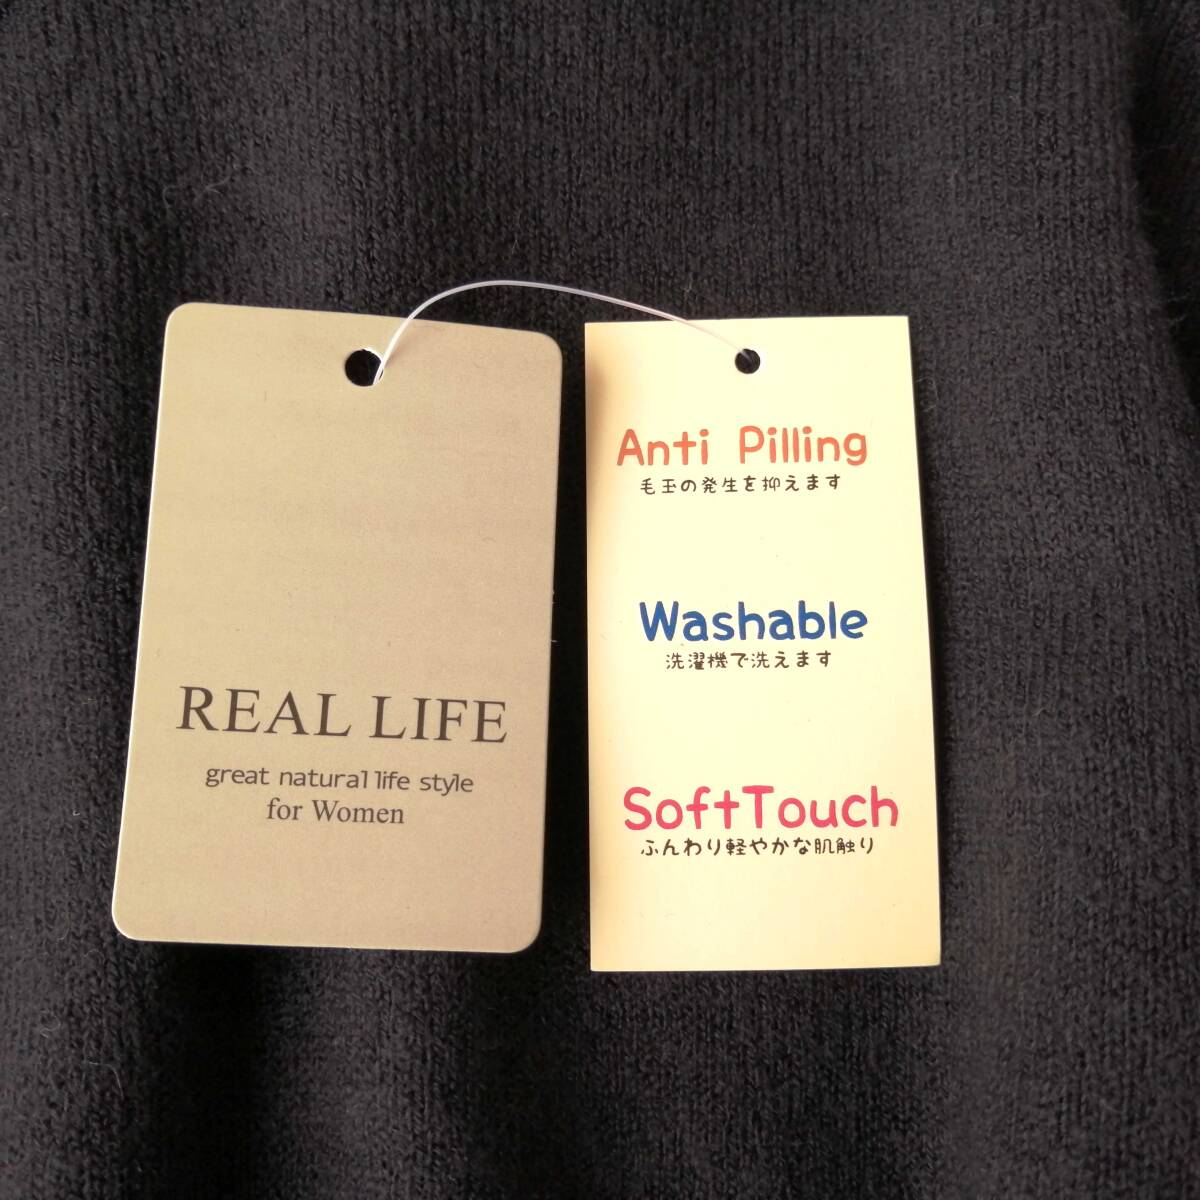 REAL LIFE
great natural life style
for Women
Anti Pilling
毛玉の発生を抑えます
Washable
洗濯機で洗えます
SoftTouch
ふんわり軽やかな肌触り